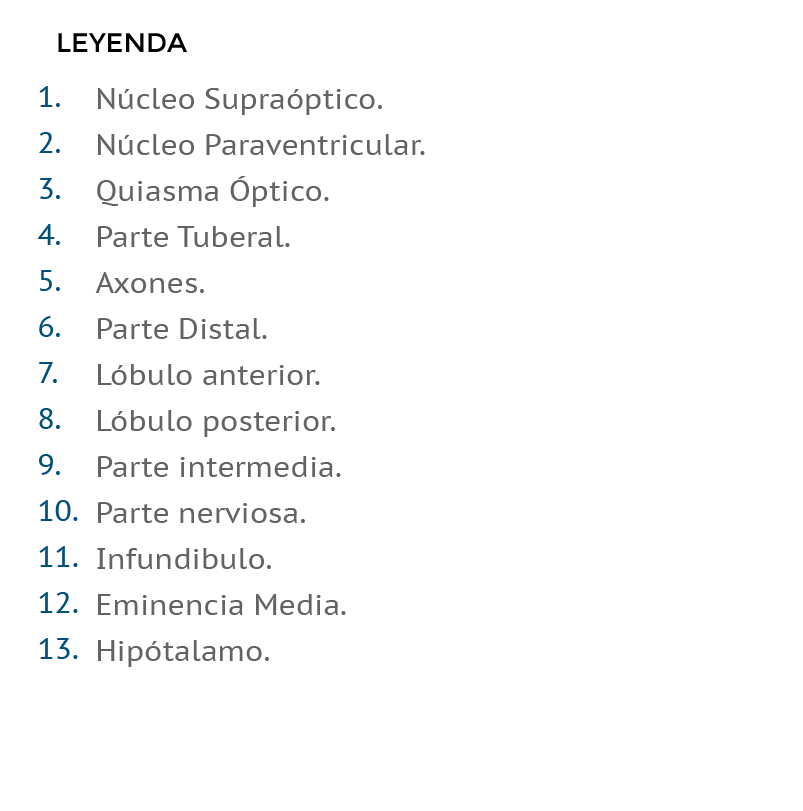 LEYENDA
1. Núcleo Supraóptico.
2. Núcleo Paraventricular.
3. Quiasma Óptico.
4. Parte Tuberal.
5. Axones.
6. Parte Distal.
7. Lóbulo anterior.
8. Lóbulo posterior.
9. Parte intermedia.
10. Parte nerviosa.
11. Infundibulo.
12. Eminencia Media.
13. Hipótalamo.